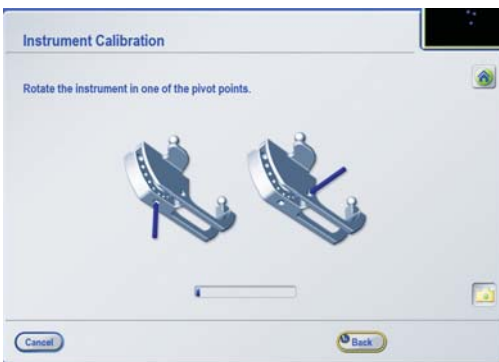 Instrument Calibration
Rotate the instrument in one of the pivot points.
Cancel
Back